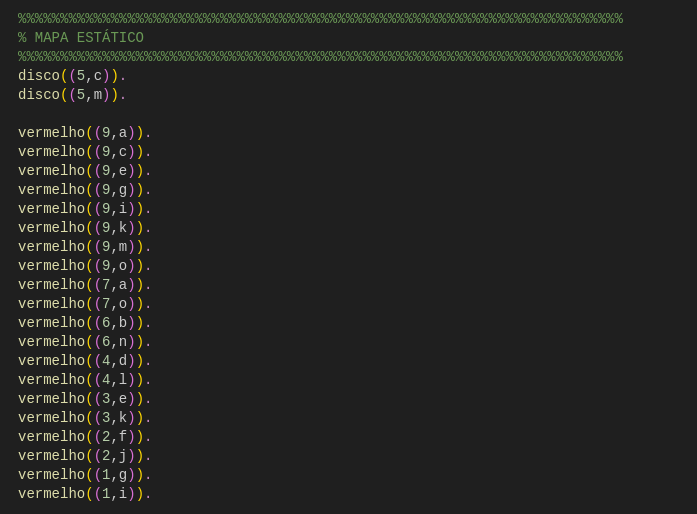 %%%%%%%%%%%%%%%%%%%%%%%%%%%%%%%%%%%%%%%%%%%%%%%%%%%%%%%%%%%%%%%%%%%%%%%%%%
% MAPA ESTÁTICO
%%%%%%%%%%%%%%%%%%%%%%%%%%%%%%%%%%%%%%%%%%%%%%%%%%%%%%%%%%%%%%%%%%%%%%%%%%
disco((5,c)).
disco((5,m)).
vermelho((9,a)).
vermelho((9,c)).
vermelho((9,e)).
vermelho((9,g)).
vermelho((9,i)).
vermelho((9,k)).
vermelho((9,m)).
vermelho((9,o)).
vermelho((7,a)).
vermelho((7,o)).
vermelho((6,b)).
vermelho((6,n)).
vermelho((4,d)).
vermelho((4,l)).
vermelho((3,e)).
vermelho((3,k)).
vermelho((2,f)).
vermelho((2,j)).
vermelho((1,g)).
vermelho((1,i)).